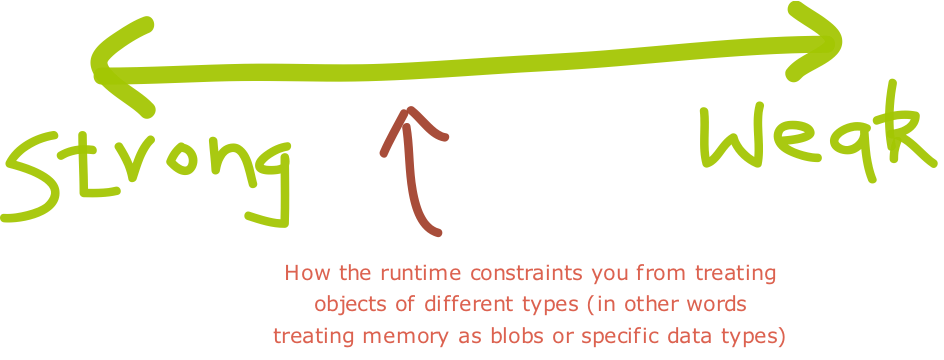 Strong
Weak
How the runtime constraints you from treating
objects of different types (in other words
treating memory as blobs or specific data types)